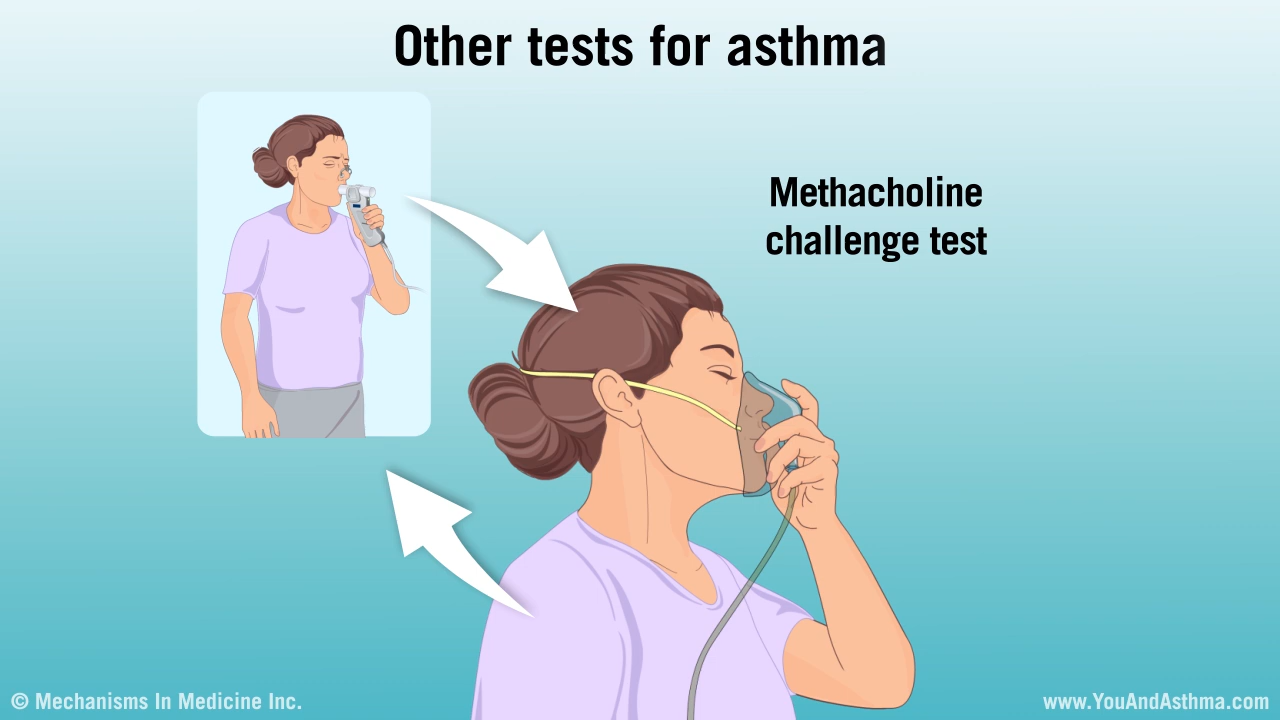 Other tests for asthma
Methacholine
challenge test
© Mechanisms In Medicine Inc.
www.YouAndAsthma.com